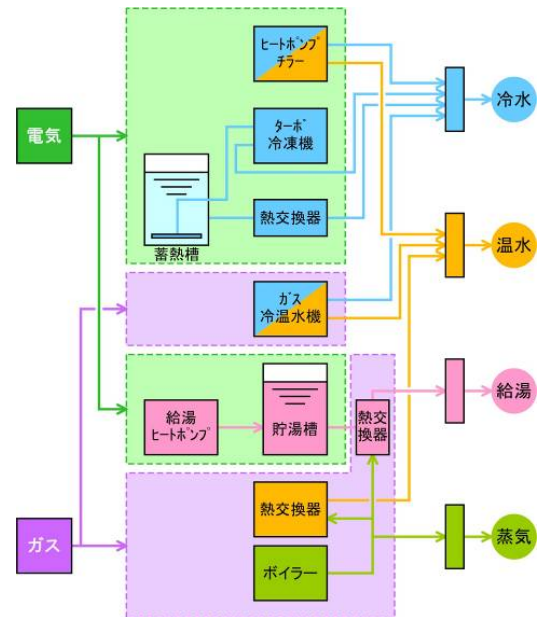 ヒートポンプ
チラー
冷水
電気
ターボ
冷凍機
熱交換器
蓄熱槽
温水
ガス
冷温水機
給湯
給湯
ヒートポンプ
貯湯槽
熱交
換器
ガス
熱交換器
蒸気
ボイラー